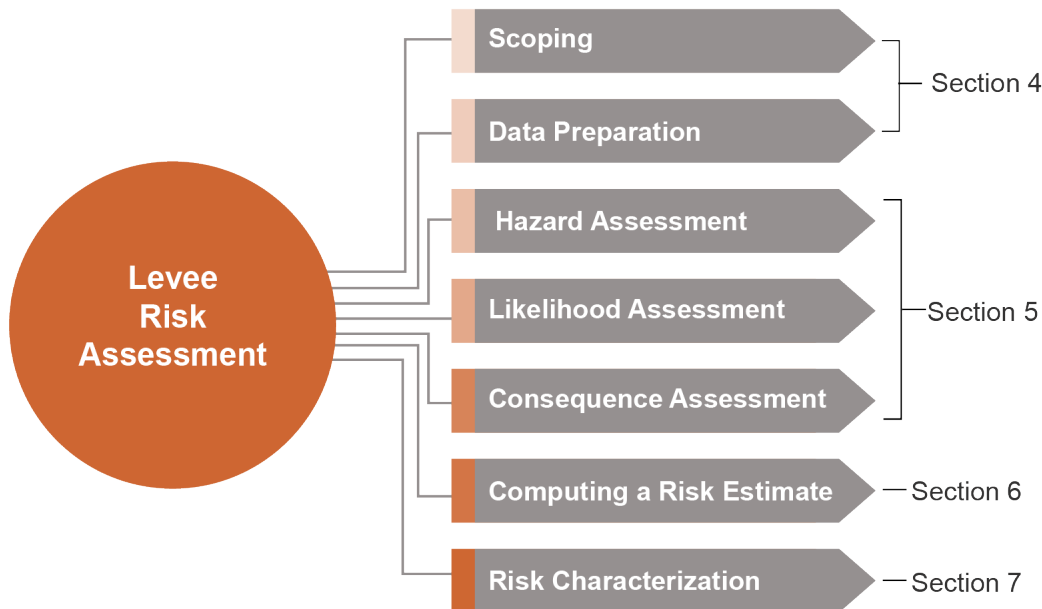 Levee
Risk
Assessment
Scoping
Data Preparation
Section 4
Hazard Assessment
Likelihood Assessment
Consequence Assessment
Section 5
Computing a Risk Estimate
Section 6
Risk Characterization
Section 7